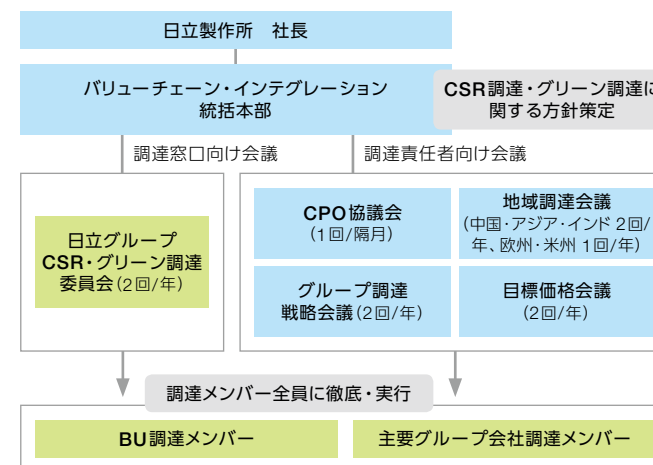 日立製作所　社長
バリューチェーン・インテグレーション
統括本部
CSR調達・グリーン調達に
関する方針策定
調達窓口向け会議
調達責任者向け会議
日立グループ
CSR・グリーン調達
委員会（2回/年）
CPO協議会
（1回/隔月）
地域調達会議
（中国・アジア・インド 2回/
年、欧州・米州 1回/年）
グループ調達
戦略会議（2回/年）
目標価格会議
（2回/年）
調達メンバー全員に徹底・実行
BU調達メンバー
主要グループ会社調達メンバー